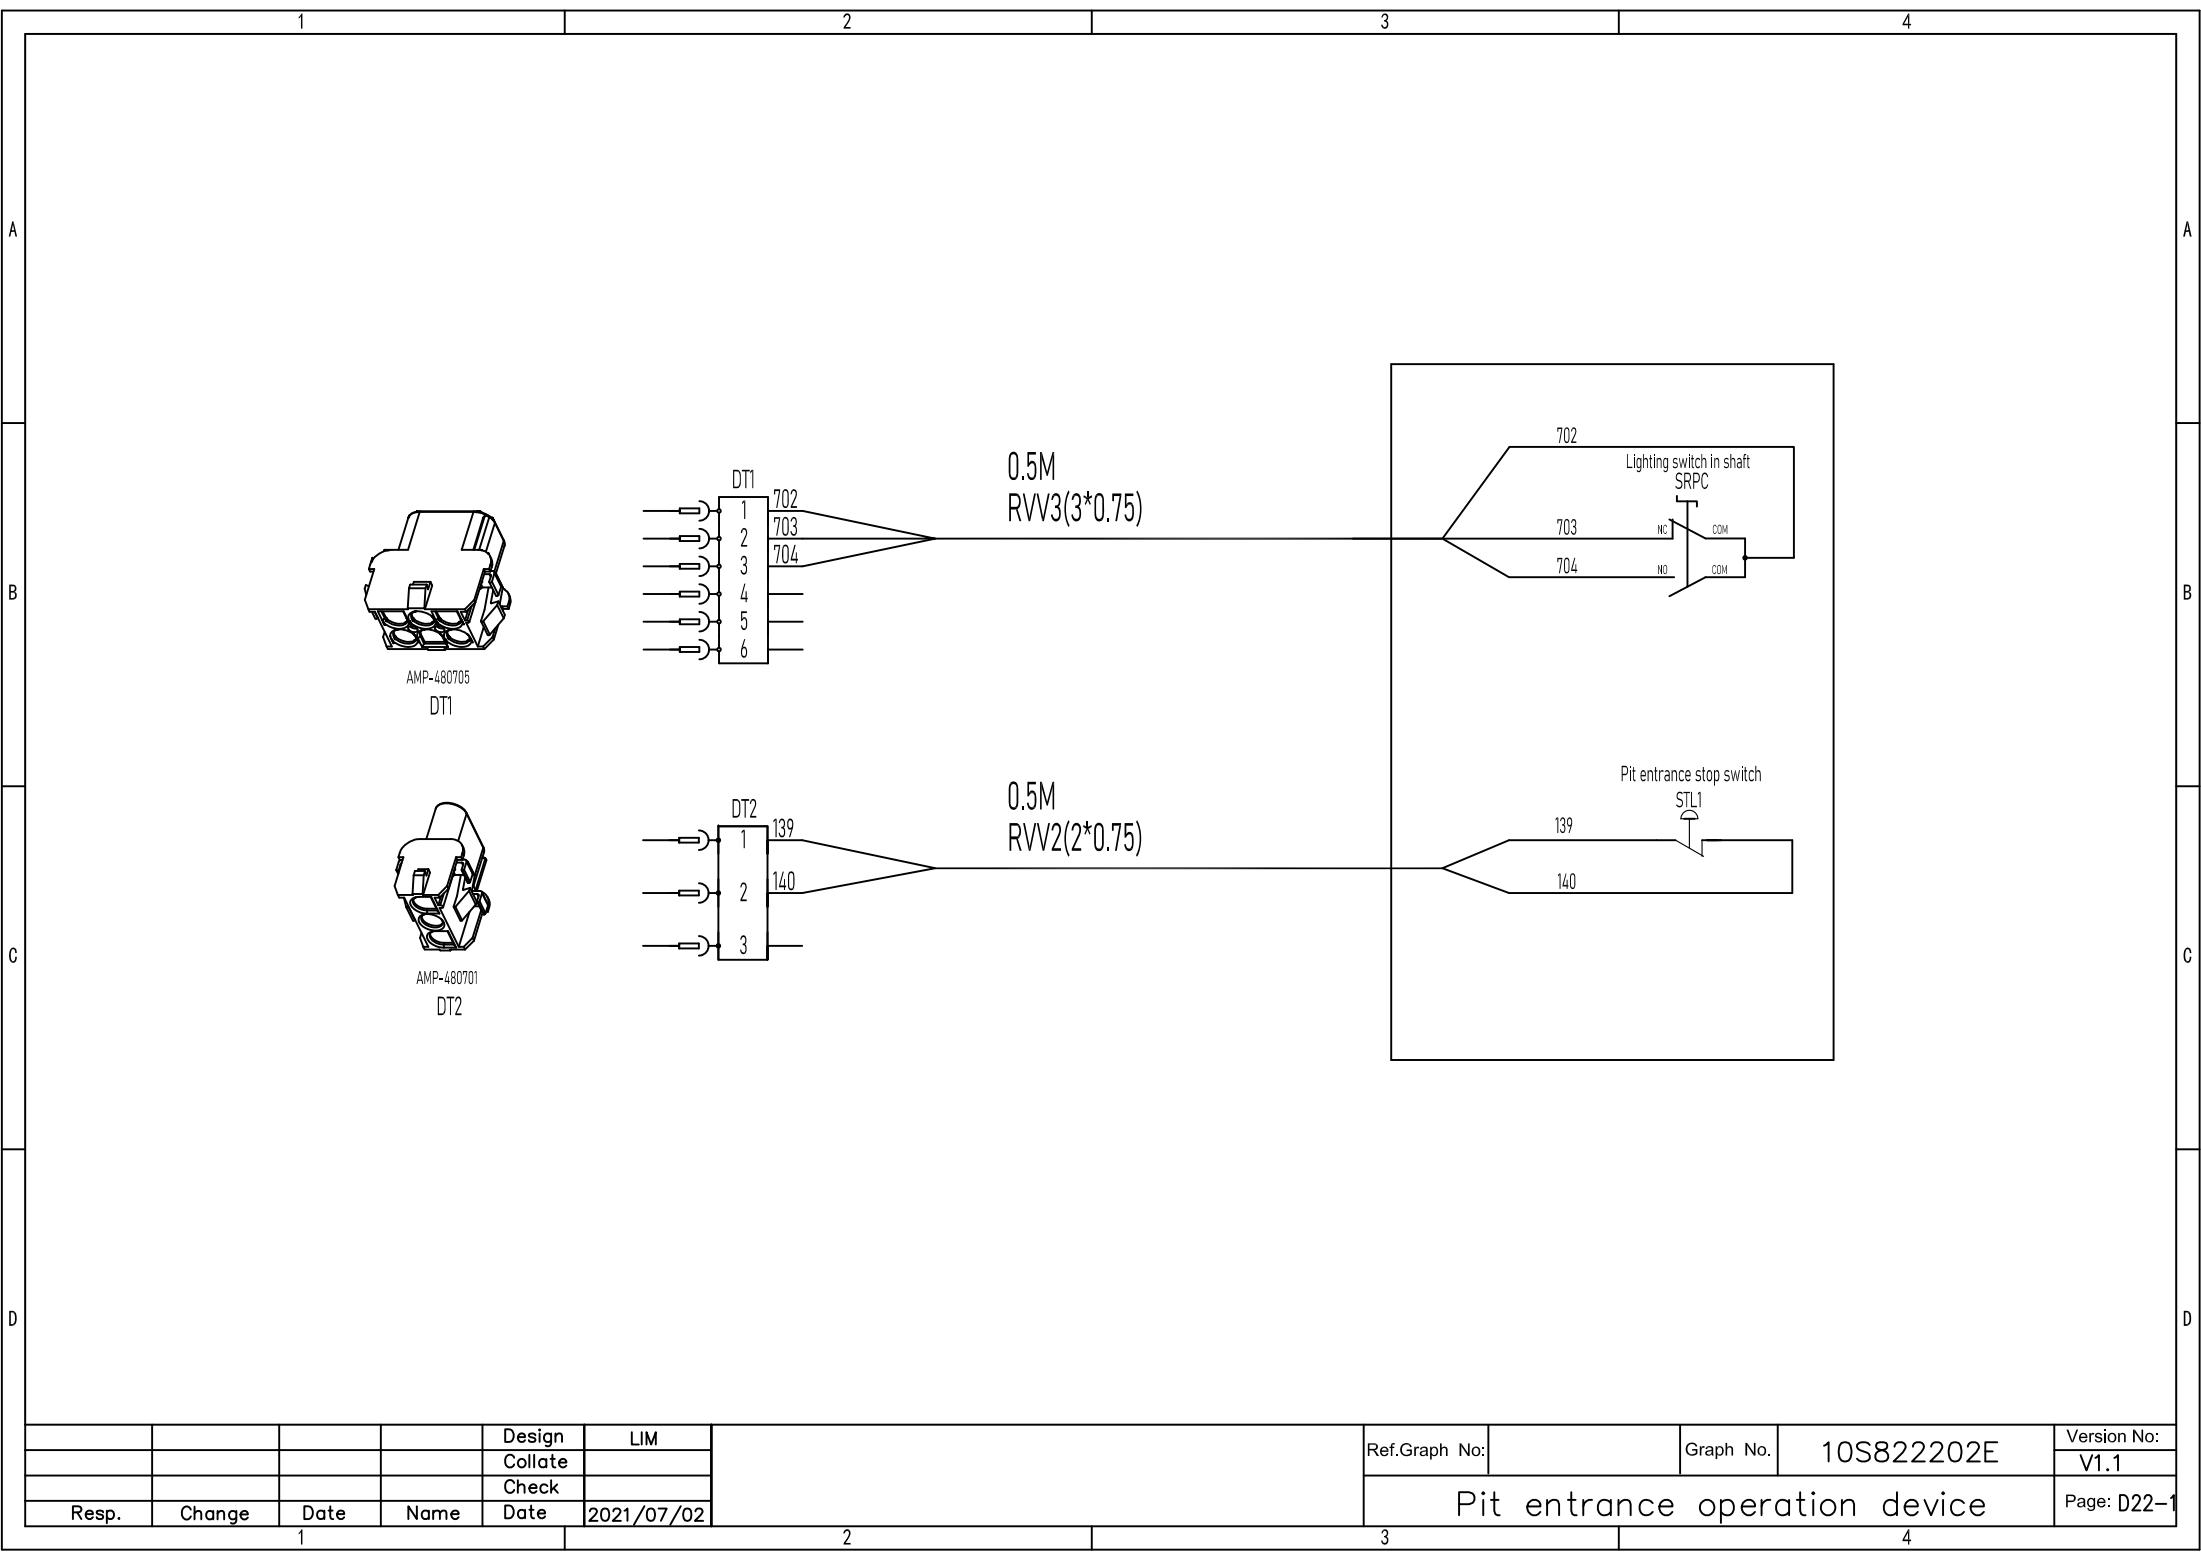 1 2 3 4
A A
DT1
0.5M
RVV3(3*0.75)
1 702
2 703
3 704
4
5
6
702
Lighting switch in shaft
SRPC
703 NC COM
704 NO COM
B B
AMP-480705
DT1
DT2
0.5M
RVV2(2*0.75)
1 139
2 140
3
Pit entrance stop switch
STL1
139
140
C C
AMP-480701
DT2
D D
Design LIM
Collate
Check
Resp. Change Date Name Date 2021/07/02
Ref.Graph No: Graph No. 10S822202E Version No:
V1.1
Pit entrance operation device Page: D22-1
1 2 3 4